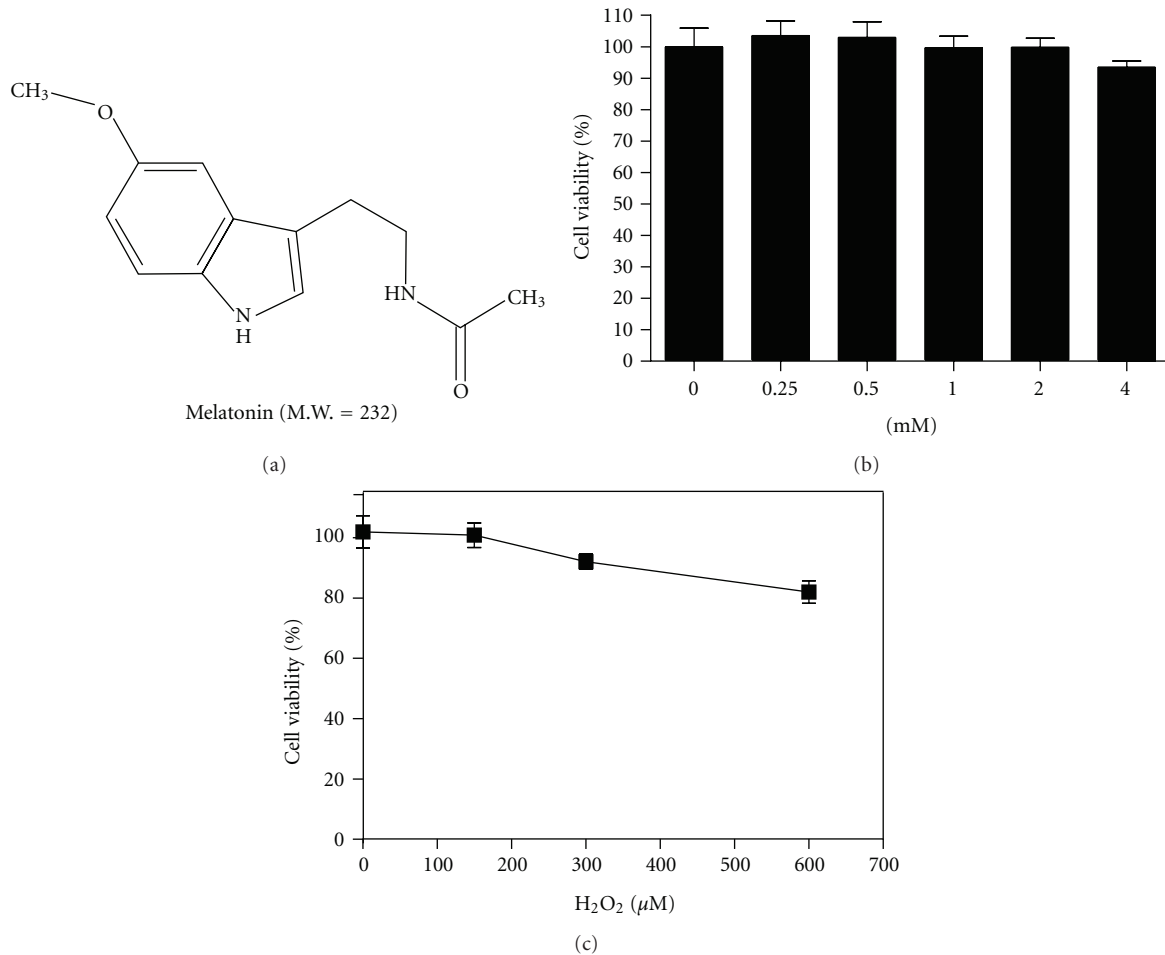 CH₃
O
N
H
HN
CH₃
O
Melatonin (M.W. = 232)
(a)
Cell viability (%)
110
100
90
80
70
60
50
40
30
20
10
0
0 0.25 0.5 1 2 4
(mM)
(b)
Cell viability (%)
100
80
60
40
20
0
0 100 200 300 400 500 600 700
H₂O₂ (µM)
(c)